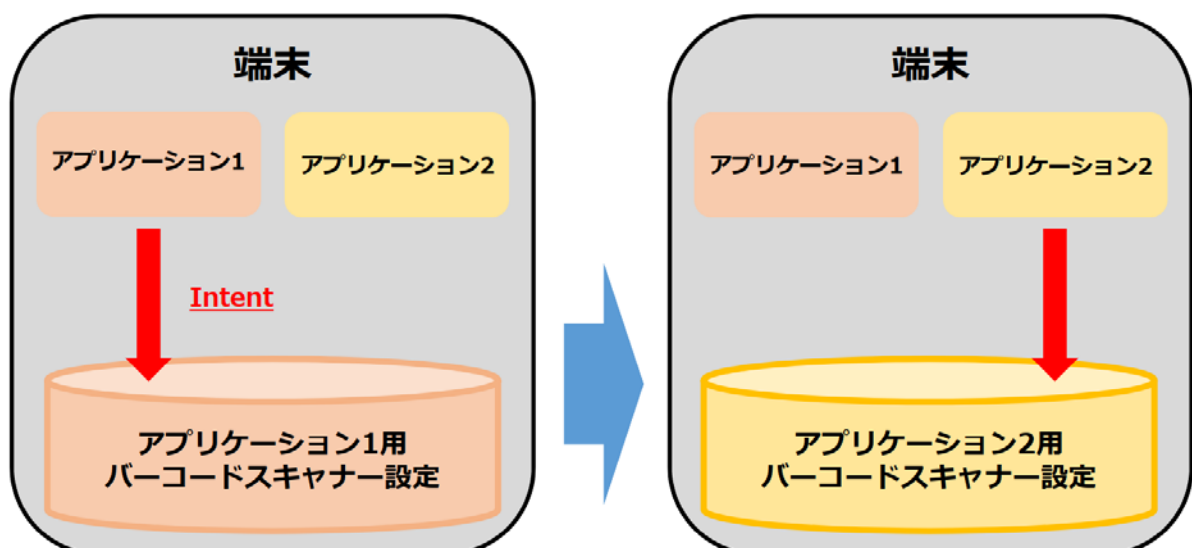 端末
アプリケーション1
アプリケーション2
Intent
アプリケーション1用
バーコードスキャナー設定
端末
アプリケーション1
アプリケーション2
アプリケーション2用
バーコードスキャナー設定